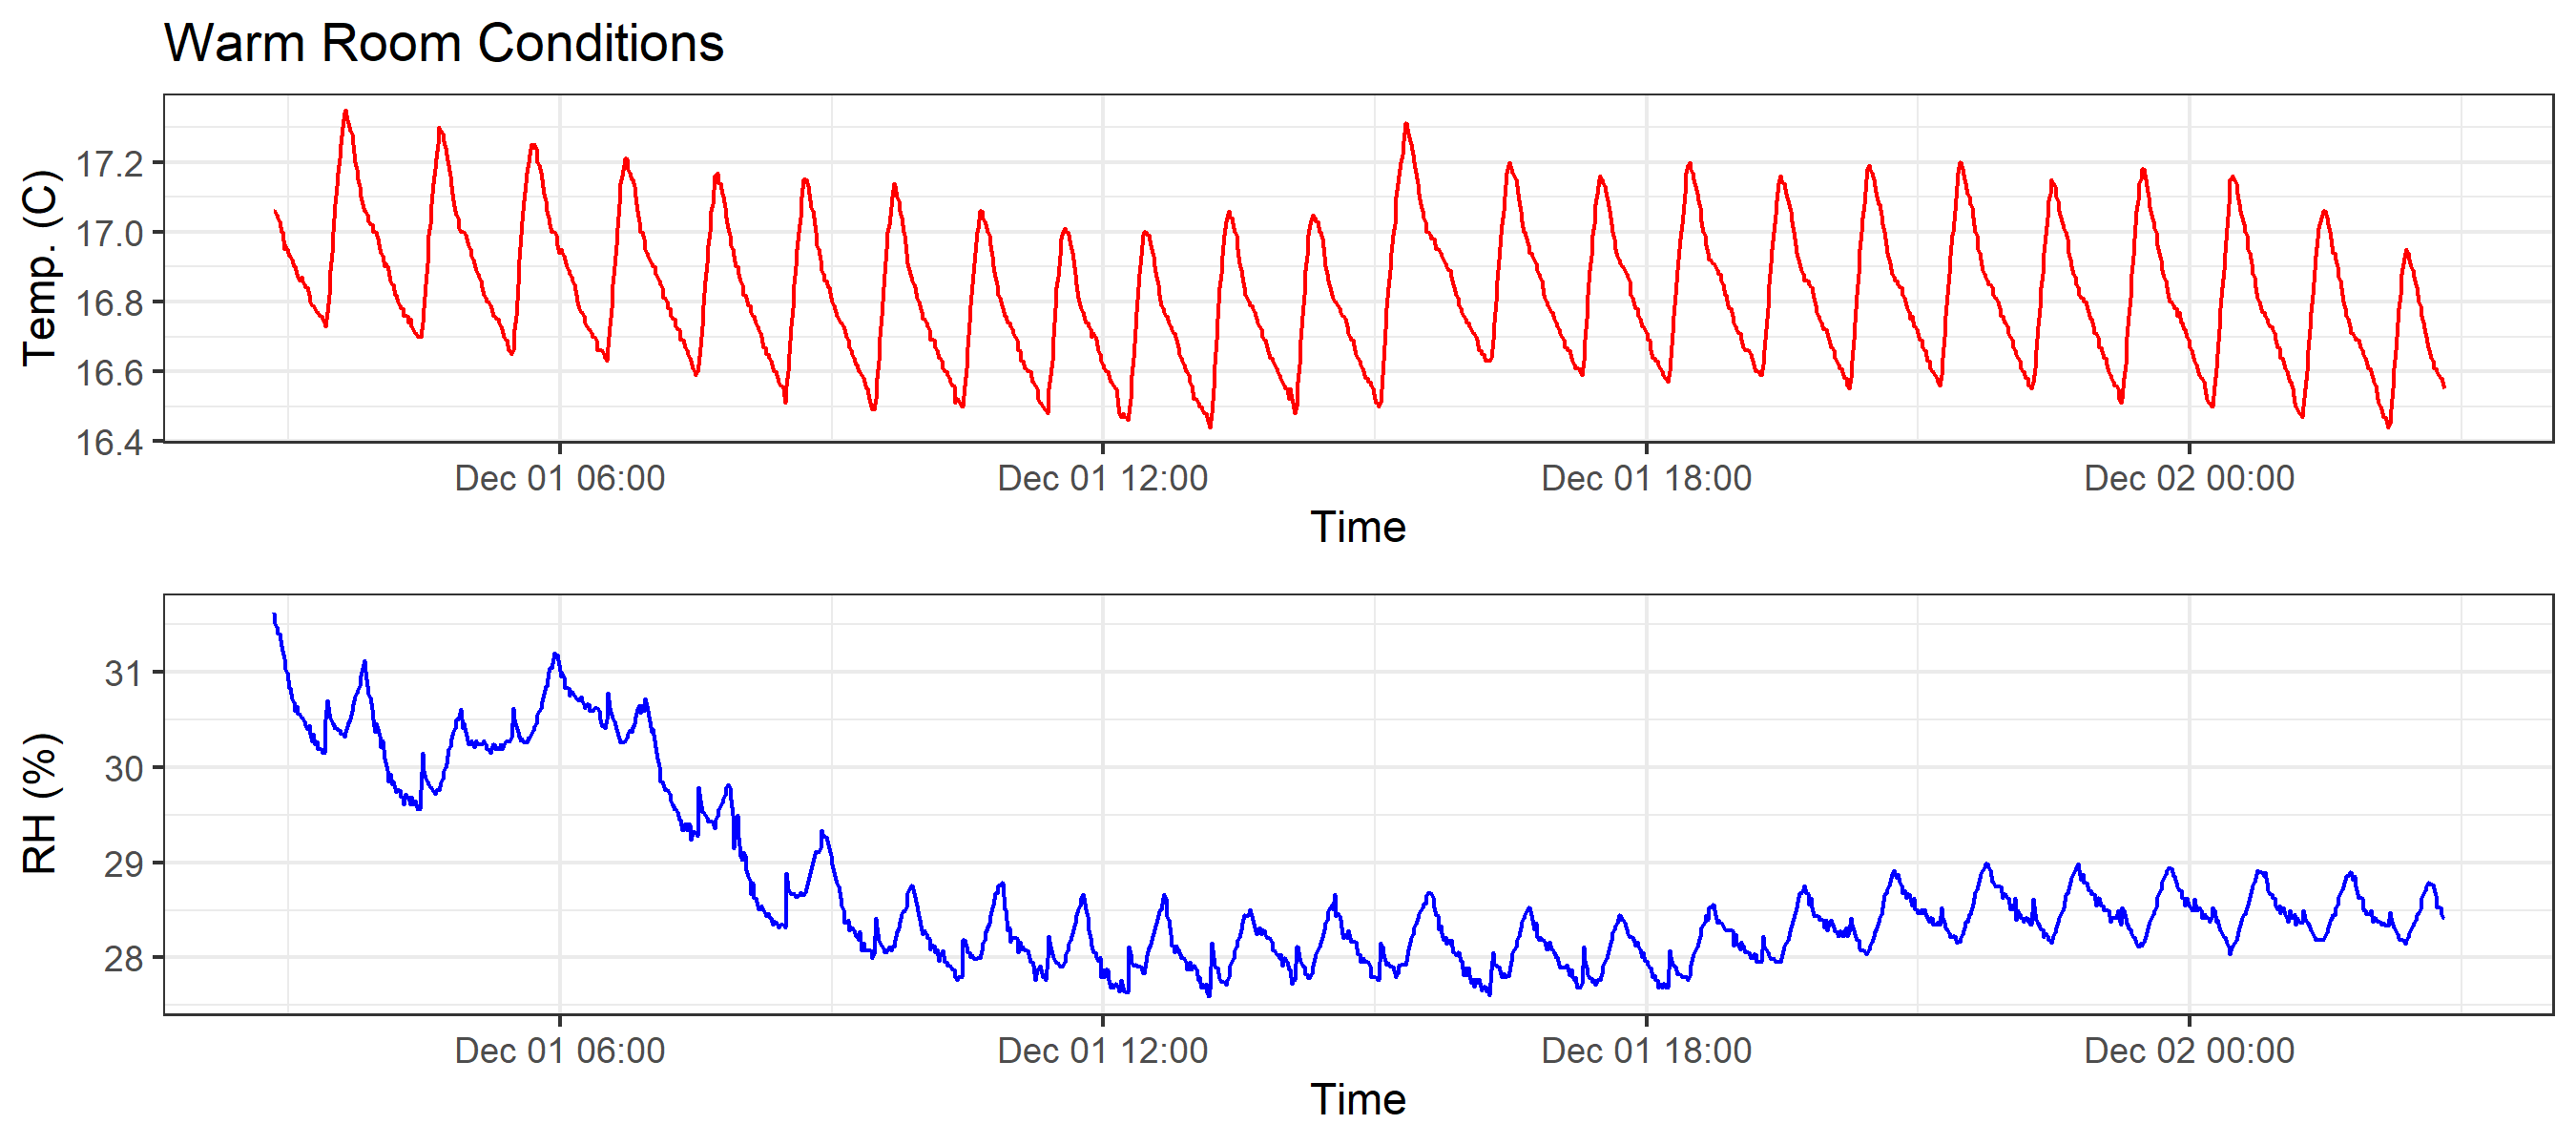 Warm Room Conditions
Temp. (C)
17.2
17.0
16.8
16.6
16.4
Dec 01 06:00 Dec 01 12:00 Dec 01 18:00 Dec 02 00:00
Time
RH (%)
31
30
29
28
Dec 01 06:00 Dec 01 12:00 Dec 01 18:00 Dec 02 00:00
Time